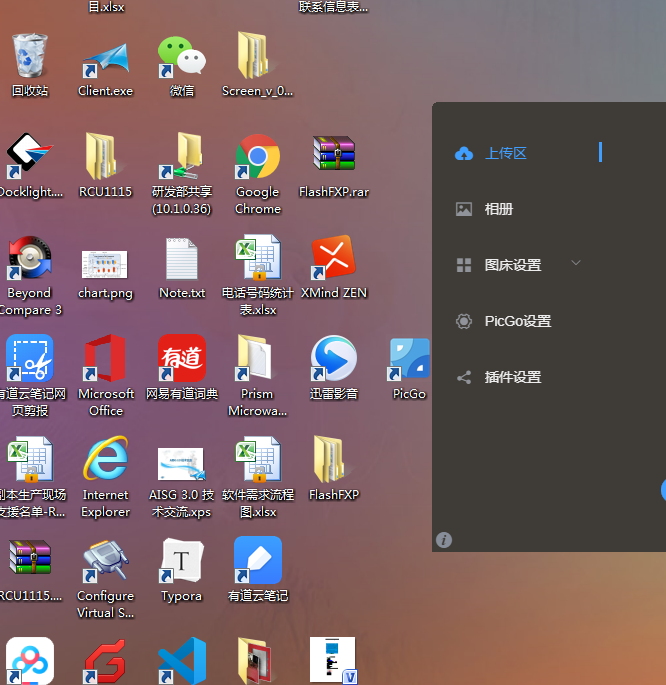 目.xlsx
联系信息表...
回收站
Client.exe
微信
Screen_v_0...
Docklight....
RCU1115
研发部共享
(10.1.0.36)
Google
Chrome
FlashFXP.rar
Beyond
Compare 3
chart.png
Note.txt
电话号码统计
表.xlsx
XMind ZEN
有道云笔记网
页剪报
Microsoft
Office
有道
网易有道词典
Prism
Microwa...
迅雷影音
PicGo
副本生产现场
支援名单-R...
Internet
Explorer
AISG 3.0 技
术交流.xps
软件需求流程
图.xlsx
FlashFXP
RCU1115....
Configure
Virtual S...
T
Typora
有道云笔记
上传区
相册
图床设置
PicGo设置
插件设置